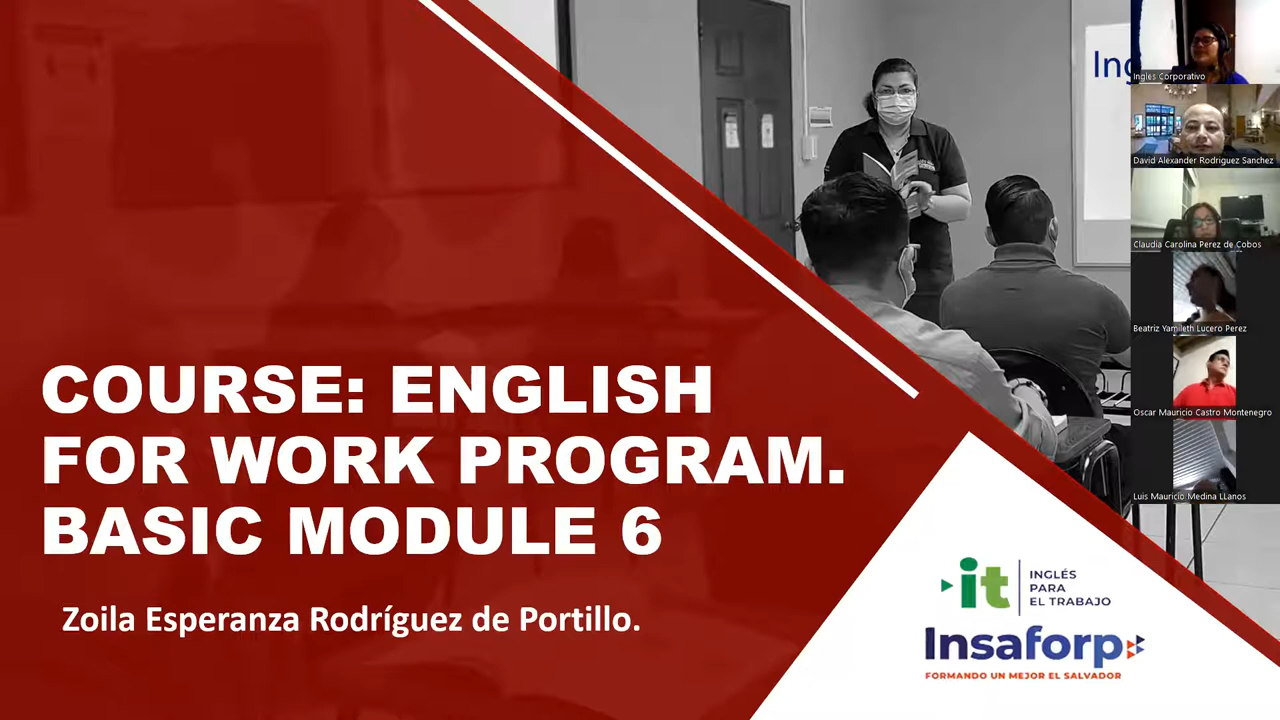 COURSE: ENGLISH
FOR WORK PROGRAM.
BASIC MODULE 6
Zoila Esperanza Rodríguez de Portillo.
Ing
it
INGLÉS
PARA
EL TRABAJO
Insaforp
FORMANDO UN MEJOR EL SALVADOR
Ingles Corporativo
David Alexander Rodriguez Sanchez
Claudia Carolina Perez de Cobos
Beatriz Yamileth Lucero Perez
Oscar Mauricio Castro Montenegro
Luis Mauricio Medina LLanos